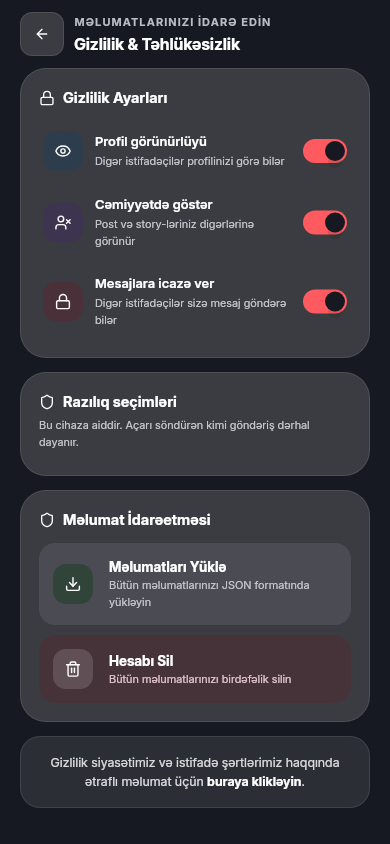 MƏLUMATLARINIZI İDARƏ EDİN
Gizlilik & Təhlükəsizlik
Gizlilik Ayarları
Profil görünürlüyü
Digər istifadəçilər profilinizi görə bilər
Cəmiyyətdə göstər
Post və story-ləriniz digərlərinə
görünür
Mesajlara icazə ver
Digər istifadəçilər sizə mesaj göndərə
bilər
Razılıq seçimləri
Bu cihaza aiddir. Açarı söndürən kimi göndəriş dərhal
dayanır.
Məlumat İdarəetməsi
Məlumatları Yüklə
Bütün məlumatlarınızı JSON formatında
yükləyin
Hesabı Sil
Bütün məlumatlarınızı birdəfəlik silin
Gizlilik siyasətimiz və istifadə şərtlərimiz haqqında
ətraflı məlumat üçün buraya klikləyin.